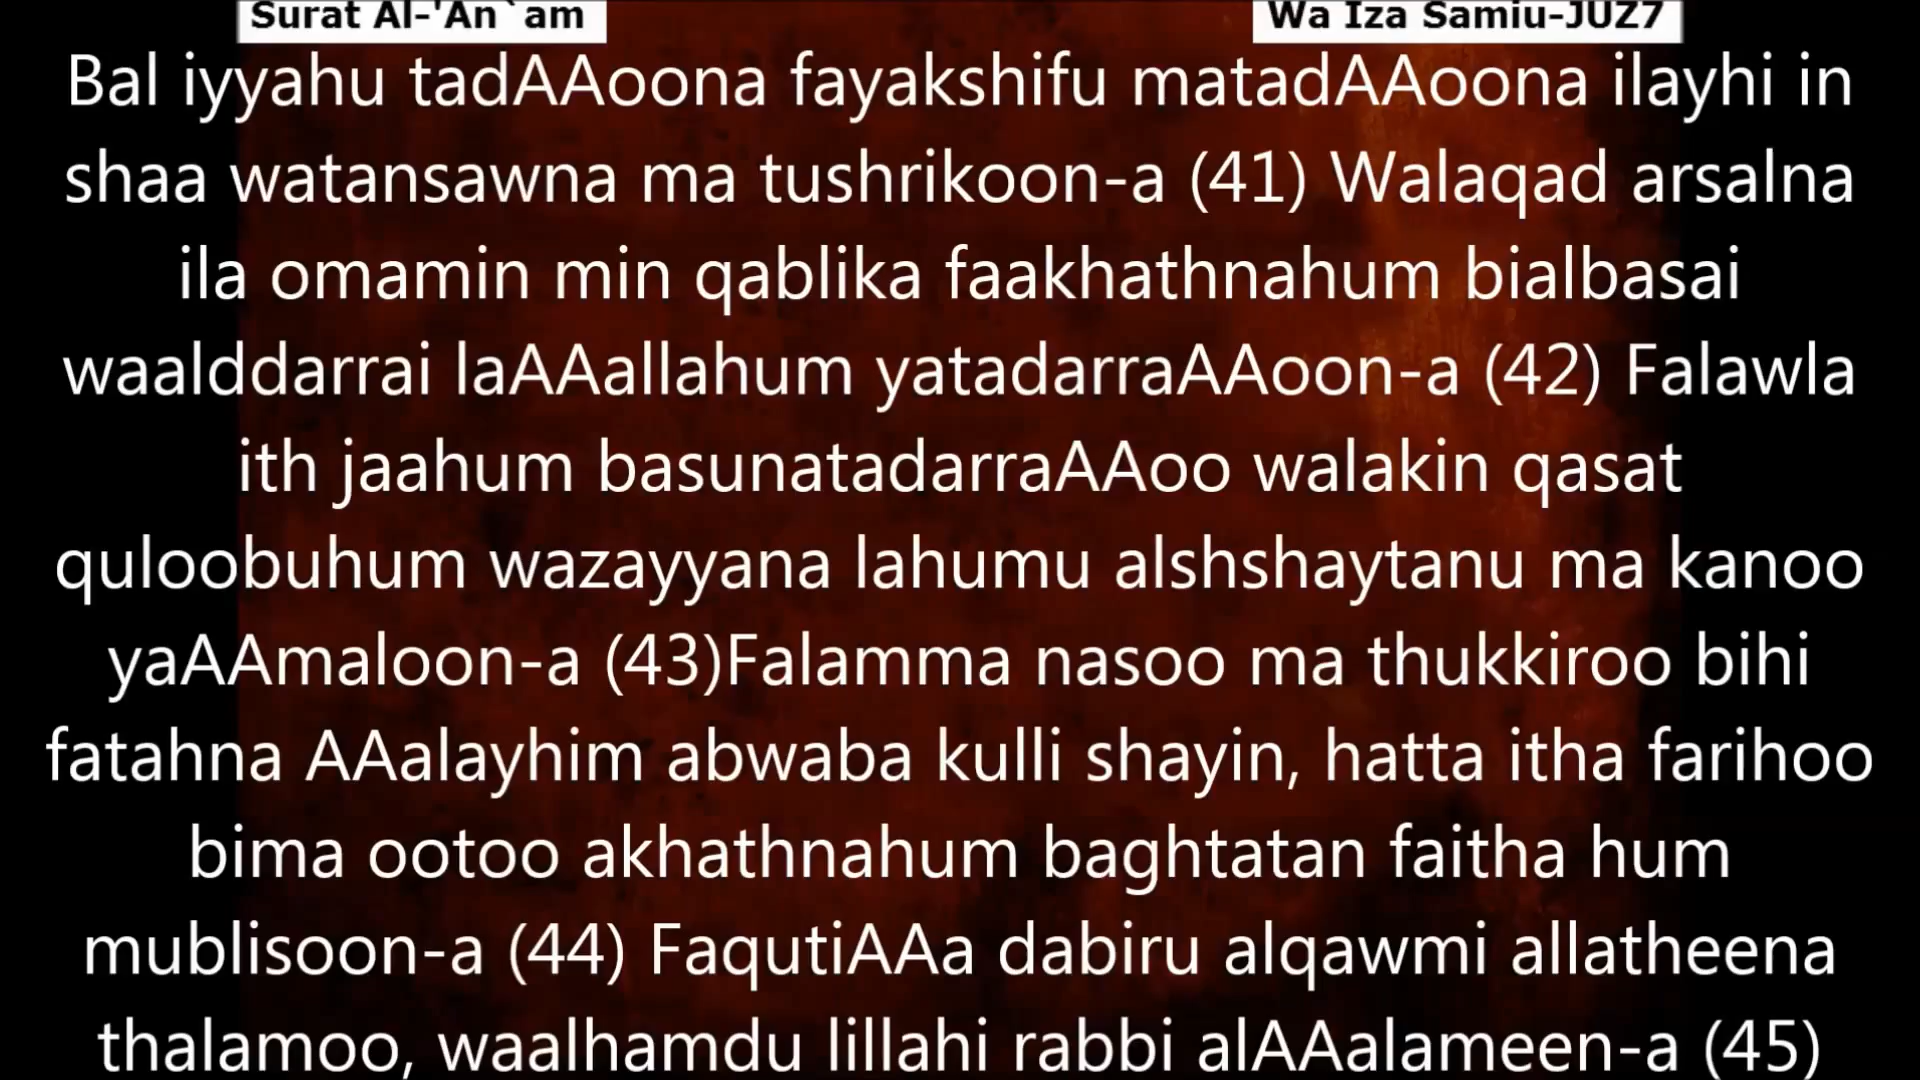 Surat Al-'An`am
Wa Iza Samiu-JUZ7
Bal iyyahu tadAAoona fayakshifu matadAAoona ilayhi in
shaa watansawna ma tushrikoon-a (41) Walaqad arsalna
ila omamin min qablika faakhathnahum bialbasai
waalddarrai laAAallahum yatadarraAAoon-a (42) Falawla
ith jaahum basunatadarraAAoo walakin qasat
quloobuhum wazayyana lahumu alshshaytanu ma kanoo
yaAAmaloon-a (43)Falamma nasoo ma thukkiroo bihi
fatahna AAalayhim abwaba kulli shayin, hatta itha farihoo
bima ootoo akhathnahum baghtatan faitha hum
mublisoon-a (44) FaqutiAAa dabiru alqawmi allatheena
thalamoo, waalhamdu lillahi rabbi alAAalameen-a (45)